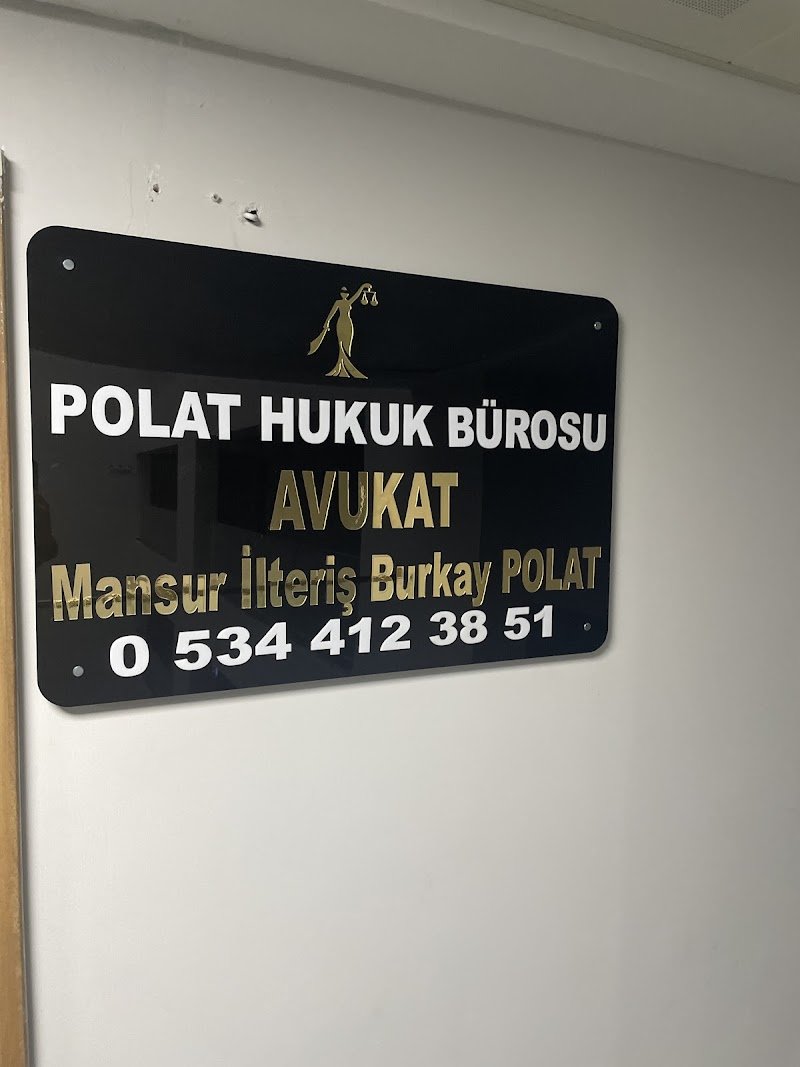 POLAT HUKUK BÜROSU
AVUKAT
Mansur İlteriş Burkay POLAT
0 534 412 38 51